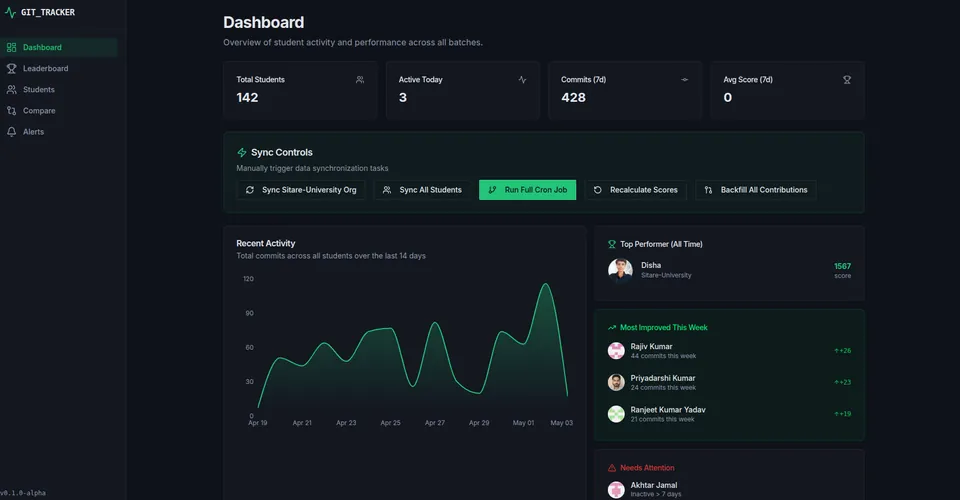 GIT_TRACKER
Dashboard
Leaderboard
Students
Compare
Alerts
v0.1.0-alpha
Dashboard
Overview of student activity and performance across all batches.
Total Students
142
Active Today
3
Commits (7d)
428
Avg Score (7d)
0
Sync Controls
Manually trigger data synchronization tasks
Sync Sitare-University Org
Sync All Students
Run Full Cron Job
Recalculate Scores
Backfill All Contributions
Recent Activity
Total commits across all students over the last 14 days
120
90
60
30
0
Apr 19
Apr 21
Apr 23
Apr 25
Apr 27
Apr 29
May 01
May 03
Top Performer (All Time)
Disha
Sitare-University
1567
score
Most Improved This Week
Rajiv Kumar
44 commits this week
↑+26
Priyadarshi Kumar
24 commits this week
↑+23
Ranjeet Kumar Yadav
21 commits this week
↑+19
Needs Attention
Akhtar Jamal
Inactive > 7 days